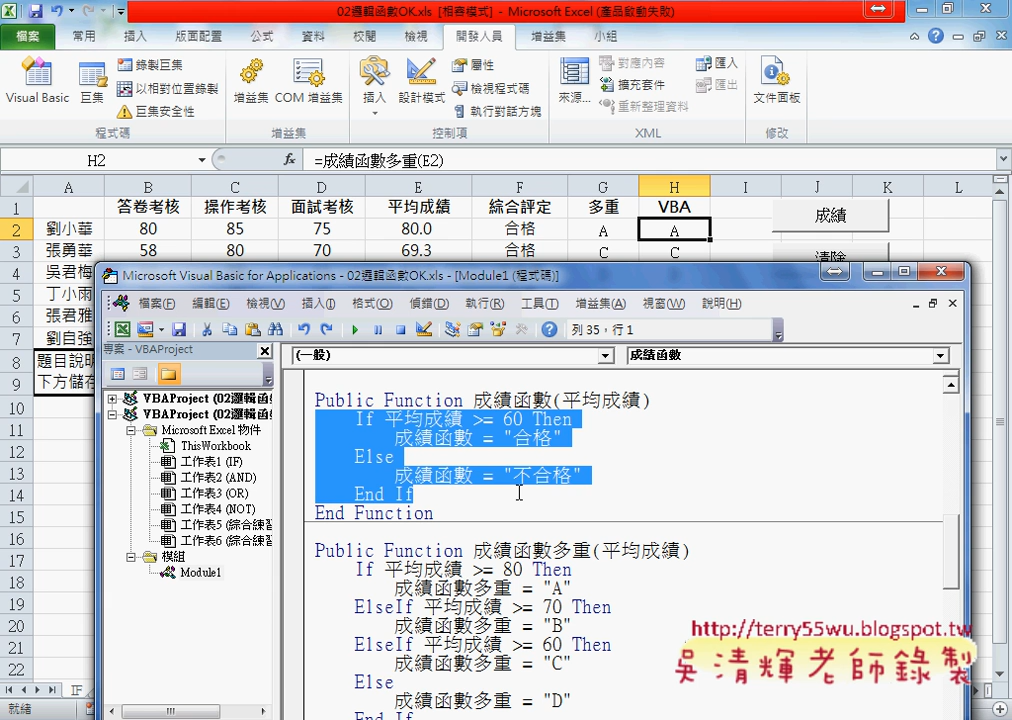 02邏輯函數OK.xls [相容模式] - Microsoft Excel (產品啟動失敗)
檔案 常用 插入 版面配置 公式 資料 校閱 檢視 開發人員 增益集 小組
Visual Basic 巨集 錄製巨集 以相對位置錄製 巨集安全性 程式碼
增益集 COM 增益集 增益集
插入 設計模式 屬性 檢視程式碼 執行對話方塊 控制項
來源... 對應內容 擴充套件 重新整理資料 匯入 匯出 XML
文件面板 修改
H2 fx =成績函數多重(E2)
A B C D E F G H I J K L
1 答卷考核 操作考核 面試考核 平均成績 綜合評定 多重 VBA
2 劉小華 80 85 75 80.0 合格 A A 成績
3 張勇華 58 80 70 69.3 合格 C C 清除
4 吳君梅
5 丁小雨
6 張君雅
7 劉自強
8 題目說明
9 下方儲存
10
11
12
13
14
15
16
17
18
19
20
21
22
IF
就緒
Microsoft Visual Basic for Applications - 02邏輯函數OK.xls - [Module1 (程式碼)]
檔案(F) 編輯(E) 檢視(V) 插入(I) 格式(O) 偵錯(D) 執行(R) 工具(T) 增益集(A) 視窗(W) 說明(H)
列 35，行 1
專案 - VBAProject
VBAProject (02邏輯函
VBAProject (02邏輯函
Microsoft Excel 物件
ThisWorkbook
工作表1 (IF)
工作表2 (AND)
工作表3 (OR)
工作表4 (NOT)
工作表5 (綜合練習
工作表6 (綜合練習
模組
Module1
(一般) 成績函數
Public Function 成績函數(平均成績)
If 平均成績 >= 60 Then
成績函數 = "合格"
Else
成績函數 = "不合格"
End If
End Function
Public Function 成績函數多重(平均成績)
If 平均成績 >= 80 Then
成績函數多重 = "A"
ElseIf 平均成績 >= 70 Then
成績函數多重 = "B"
ElseIf 平均成績 >= 60 Then
成績函數多重 = "C"
Else
成績函數多重 = "D"
End If
http://terry55wu.blogspot.tw
吳清輝老師錄製